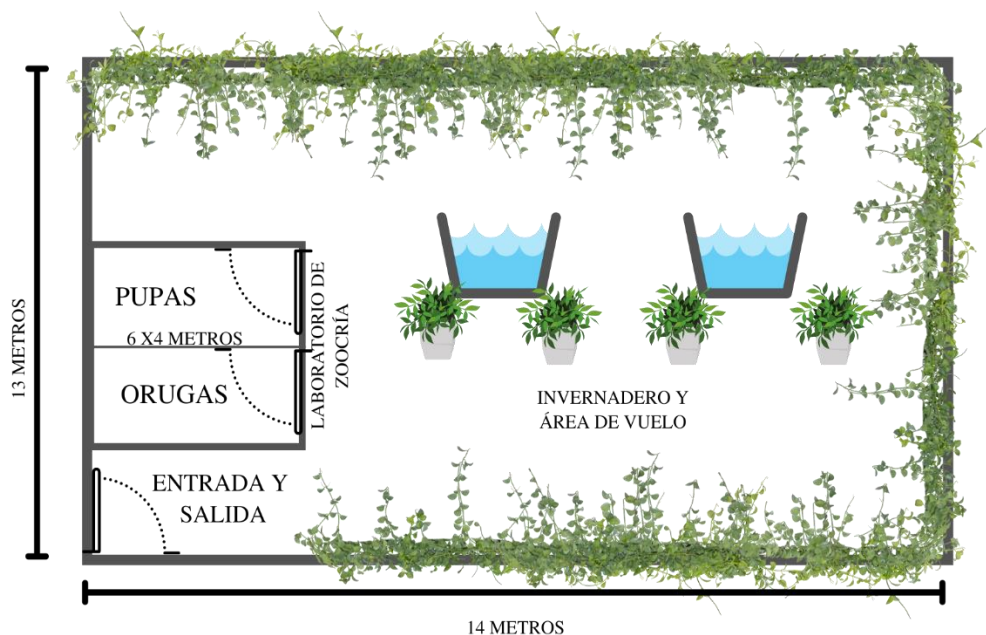 13 METROS
PUPAS
6 X4 METROS
ORUGAS
LABORATORIO DE
ZOOCRÍA
ENTRADA Y
SALIDA
INVERNADERO Y
ÁREA DE VUELO
14 METROS